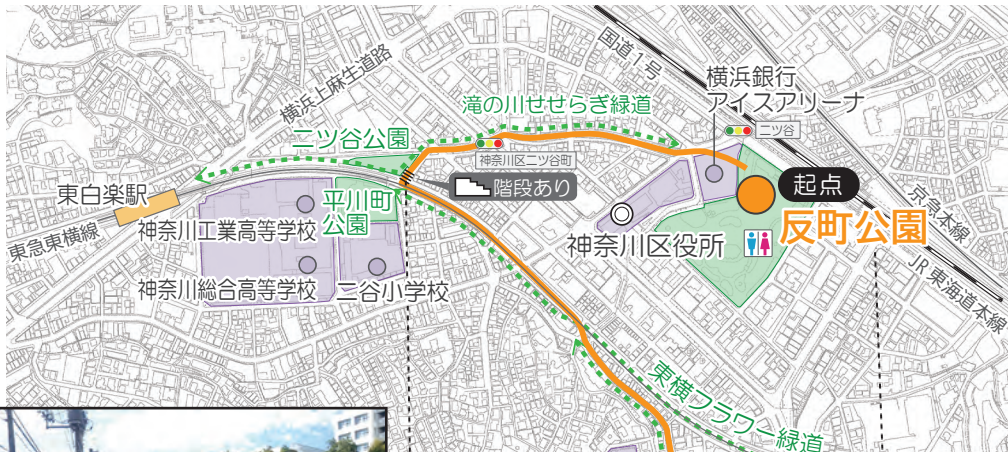 国道1号
横浜銀行
アイスアリーナ
横浜上麻生道路
滝の川せせらぎ緑道
二ツ谷
二ツ谷公園
神奈川区二ツ谷町
階段あり
起点
反町公園
東白楽駅
平川町
公園
神奈川工業高等学校
神奈川区役所
京急本線
東急東横線
JR東海道本線
神奈川総合高等学校
二谷小学校
東横フラワー緑道